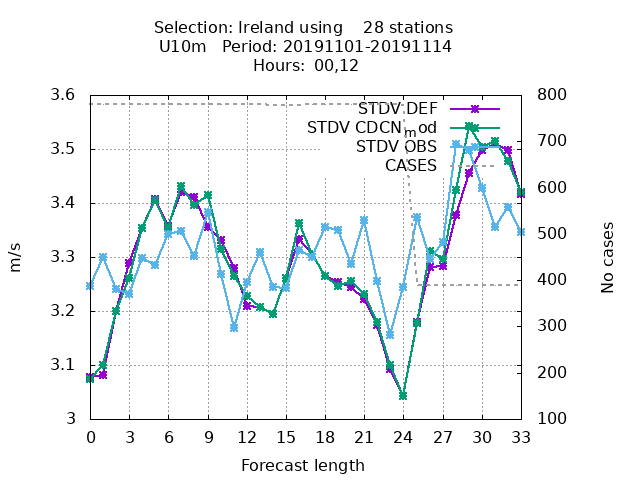 Selection: Ireland using    28 stations
U10m   Period: 20191101-20191114
Hours:  00,12
3.6
3.5
3.4
3.3
3.2
3.1
3
m/s
800
700
600
500
400
300
200
100
No cases
STDV DEF
STDV CDCN_mod
STDV OBS
CASES
0 3 6 9 12 15 18 21 24 27 30 33
Forecast length